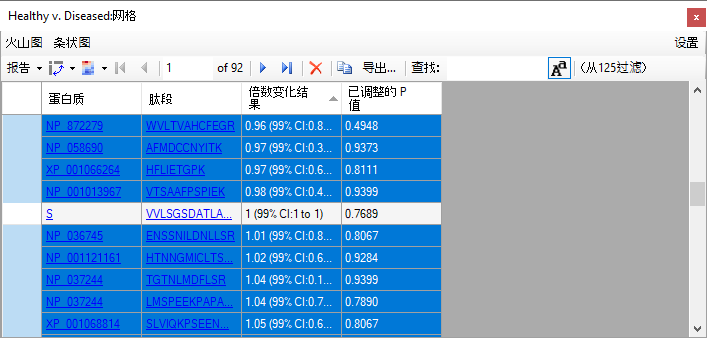 Healthy v. Diseased:网格
火山图 条状图 设置
报告 1 of 92 导出... 查找: Aa （从125过滤）
蛋白质 肽段 倍数变化结果 已调整的 P 值
NP_872279 WVLTVAHCFEGR 0.96 (99% CI:0.8... 0.4948
NP_058690 AFMDCCNYITK 0.97 (99% CI:0.3... 0.9373
XP_001066264 HFLIETGPK 0.97 (99% CI:0.6... 0.8111
NP_001013967 VTSAAFPSPIEK 0.98 (99% CI:0.4... 0.9399
S VVLSGSDATLA... 1 (99% CI:1 to 1) 0.7689
NP_036745 ENSSNILDNLLSR 1.01 (99% CI:0.8... 0.8067
NP_001121161 HTNNGMICLTS... 1.02 (99% CI:0.6... 0.9284
NP_037244 TGTNLMDFLSR 1.04 (99% CI:0.1... 0.9399
NP_037244 LMSPEEKPAPA... 1.04 (99% CI:0.7... 0.7890
XP_001068814 SLVIQKPSEEN... 1.05 (99% CI:0.6... 0.8067